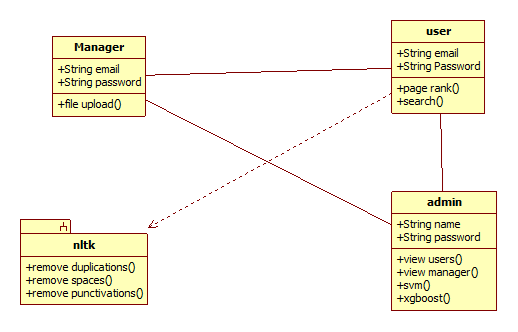 Manager
+String email
+String password
+file upload()
user
+String email
+String Password
+page rank()
+search()
nltk
+remove duplications()
+remove spaces()
+remove punctivations()
admin
+String name
+String password
+view users()
+view manager()
+svm()
+xgboost()